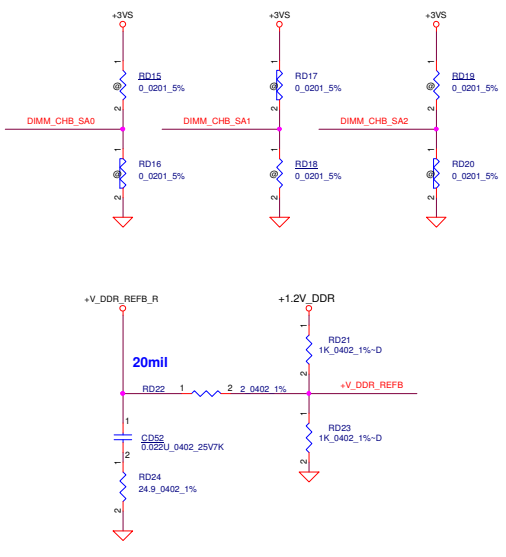 +3VS
+3VS
+3VS
1
1
1
RD15
RD17
RD19
@
@
@
0_0201_5%
0_0201_5%
0_0201_5%
2
2
2
DIMM_CHB_SA0
DIMM_CHB_SA1
DIMM_CHB_SA2
1
1
1
RD16
RD18
RD20
@
@
@
0_0201_5%
0_0201_5%
0_0201_5%
2
2
2
+V_DDR_REFB_R
+1.2V_DDR
1
RD21
1K_0402_1%~D
2
20mil
RD22 1 2 2_0402_1%
+V_DDR_REFB
1
CD52
0.022U_0402_25V7K
2
1
RD23
1K_0402_1%~D
2
1
RD24
24.9_0402_1%
2